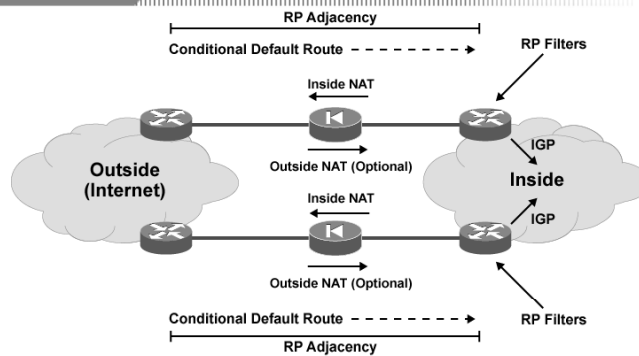 RP Adjacency
Conditional Default Route
RP Filters
Inside NAT
Outside NAT (Optional)
IGP
Outside
(Internet)
Inside
Inside NAT
IGP
Outside NAT (Optional)
Conditional Default Route
RP Filters
RP Adjacency